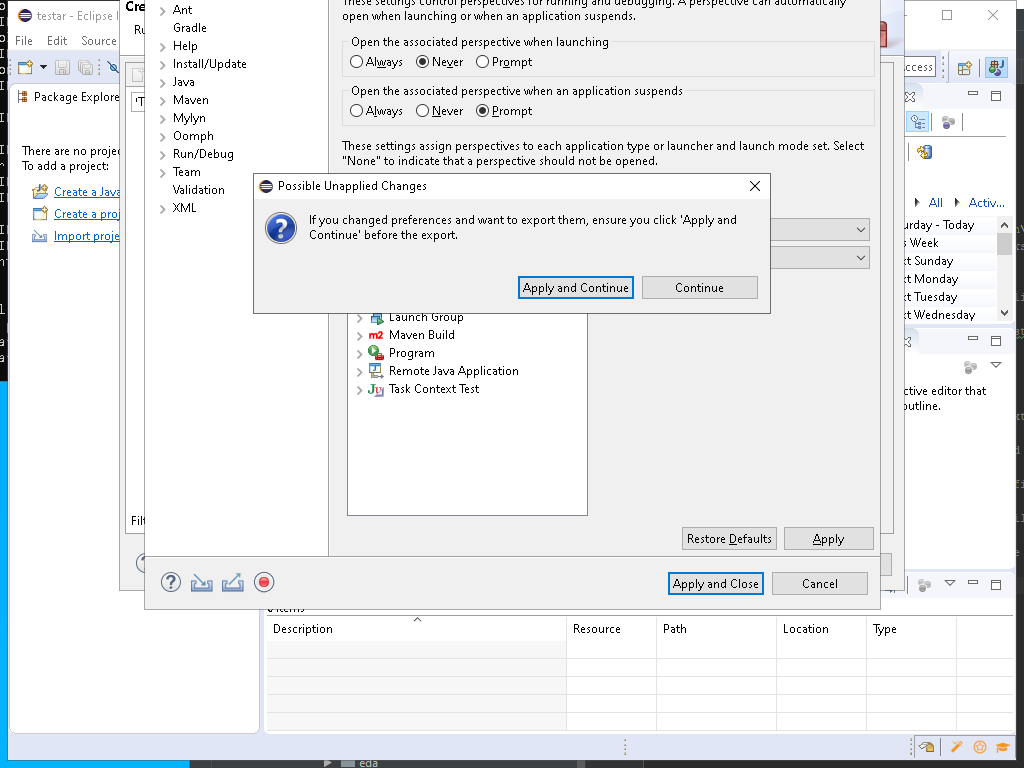 testar - Eclipse I
File Edit Source
Package Explore
There are no proje
To add a project:
Create a Java
Create a proj
Import proje
Cre
Ru
Filt
Ant
Gradle
Help
Install/Update
Java
Maven
Mylyn
Oomph
Run/Debug
Team
Validation
XML
These settings control perspectives for running and debugging. A perspective can automatically
open when launching or when an application suspends.
Open the associated perspective when launching
Always Never Prompt
Open the associated perspective when an application suspends
Always Never Prompt
These settings assign perspectives to each application type or launcher and launch mode set. Select
"None" to indicate that a perspective should not be opened.
Possible Unapplied Changes
If you changed preferences and want to export them, ensure you click 'Apply and
Continue' before the export.
Apply and Continue Continue
Launch Group
Maven Build
Program
Remote Java Application
Task Context Test
Restore Defaults Apply
Apply and Close Cancel
ccess
All Activ...
urday - Today
s Week
xt Sunday
xt Monday
xt Tuesday
xt Wednesday
ctive editor that
outline.
Description Resource Path Location Type
eda